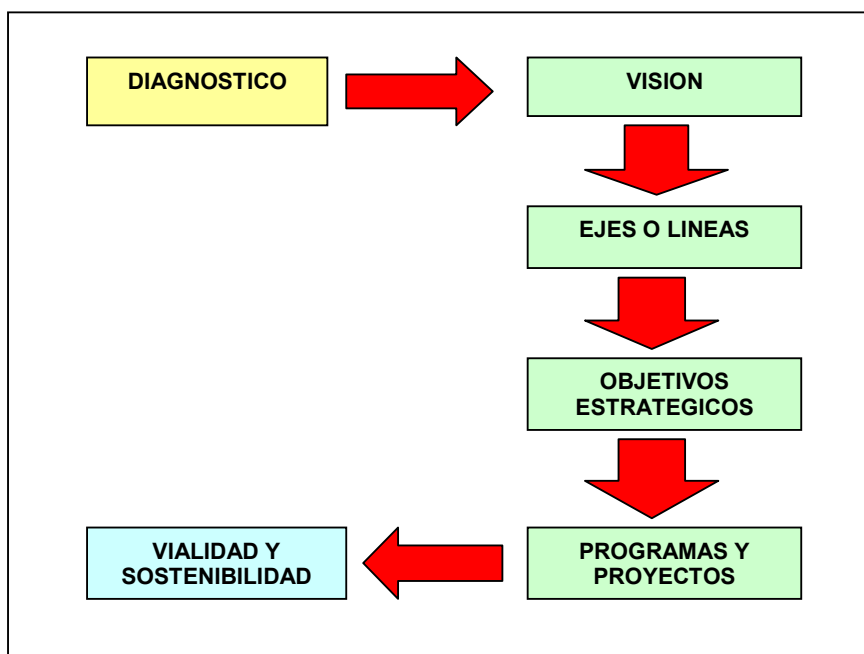 DIAGNOSTICO
VISION
EJES O LINEAS
OBJETIVOS
ESTRATEGICOS
PROGRAMAS Y
PROYECTOS
VIALIDAD Y
SOSTENIBILIDAD